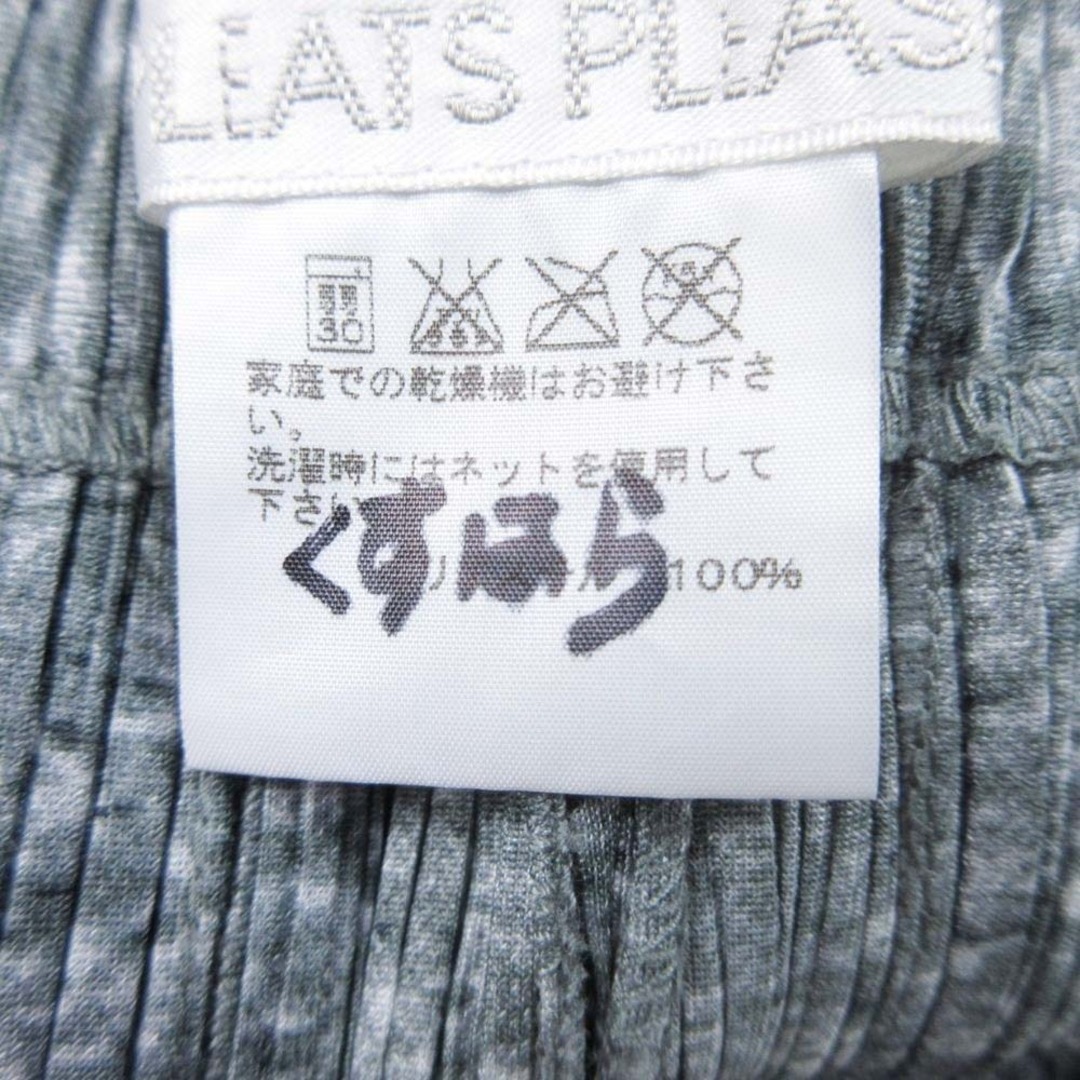 LEATS PLEAS
弱
30
家庭での乾燥機はお避け下さ
い。
洗濯時にはネットを使用して
下さい
くすはら
100%